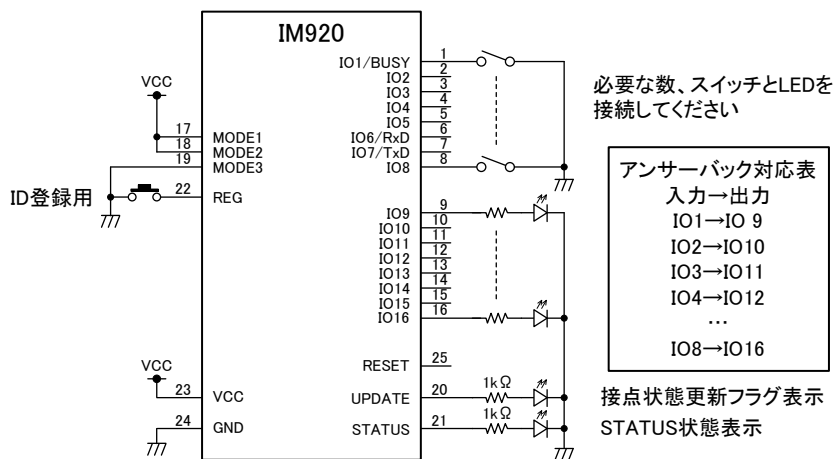 IM920
VCC
17 MODE1
18 MODE2
19 MODE3
ID登録用
22 REG
VCC
23 VCC
24 GND
IO1/BUSY 1
IO2 2
IO3 3
IO4 4
IO5 5
IO6/RxD 6
IO7/TxD 7
IO8 8
IO9 9
IO10 10
IO11 11
IO12 12
IO13 13
IO14 14
IO15 15
IO16 16
RESET 25
UPDATE 20 1kΩ
STATUS 21 1kΩ
必要な数、スイッチとLEDを
接続してください
アンサーバック対応表
入力→出力
IO1→IO 9
IO2→IO10
IO3→IO11
IO4→IO12
…
IO8→IO16
接点状態更新フラグ表示
STATUS状態表示